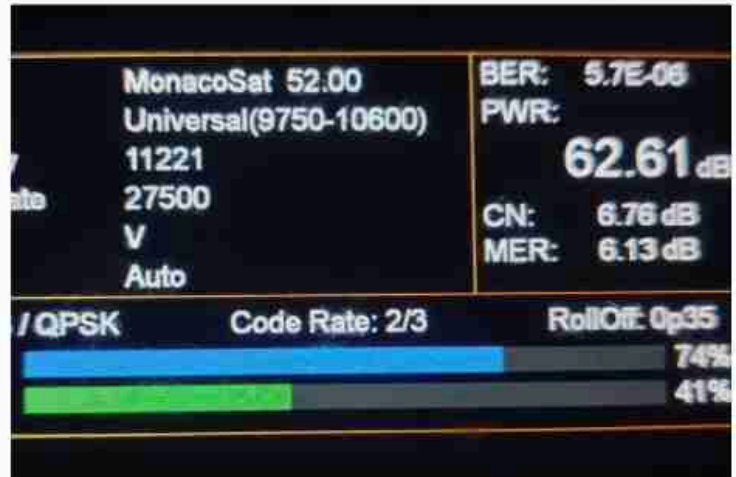 MonacoSat 52.00
Universal(9750-10600)
11221
27500
V
Auto
BER: 5.7E-06
PWR:
62.61 dB
CN: 6.76 dB
MER: 6.13 dB
/ QPSK Code Rate: 2/3 RollOff: 0p35
74%
41%